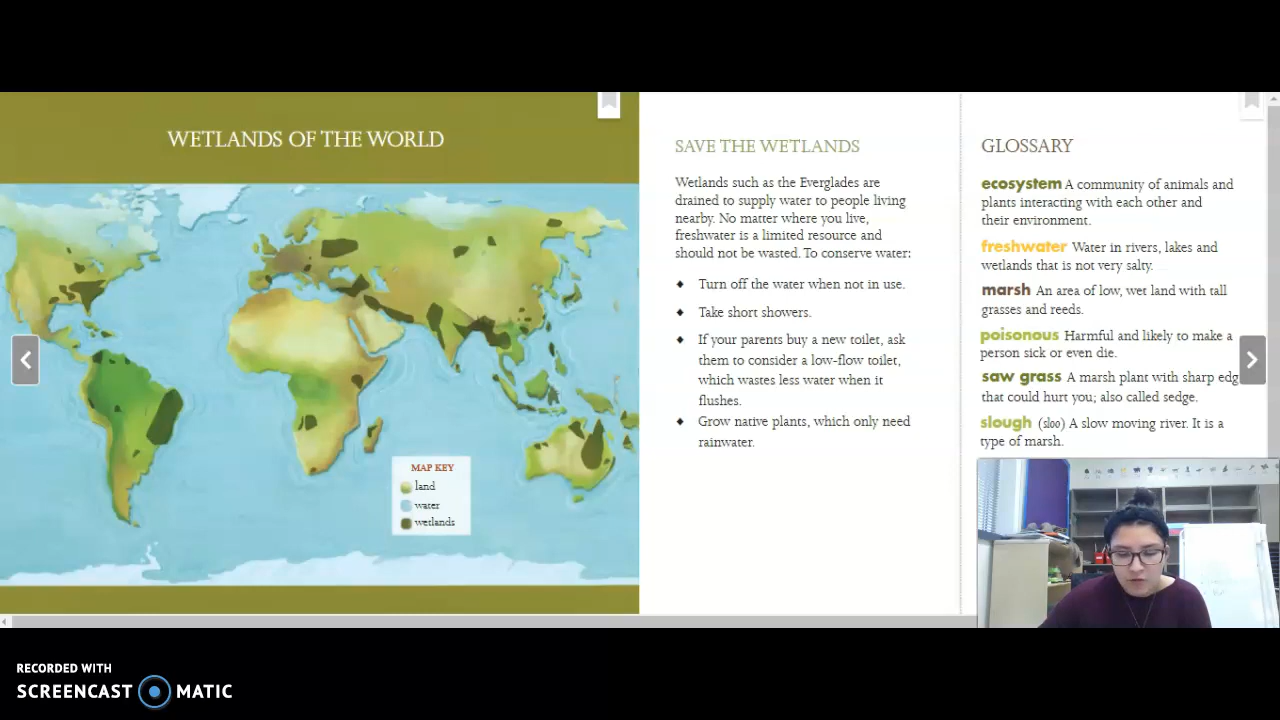 WETLANDS OF THE WORLD
MAP KEY
land
water
wetlands
SAVE THE WETLANDS
Wetlands such as the Everglades are
drained to supply water to people living
nearby. No matter where you live,
freshwater is a limited resource and
should not be wasted. To conserve water:
◆ Turn off the water when not in use.
◆ Take short showers.
◆ If your parents buy a new toilet, ask
them to consider a low-flow toilet,
which wastes less water when it
flushes.
◆ Grow native plants, which only need
rainwater.
GLOSSARY
ecosystem A community of animals and
plants interacting with each other and
their environment.
freshwater Water in rivers, lakes and
wetlands that is not very salty.
marsh An area of low, wet land with tall
grasses and reeds.
poisonous Harmful and likely to make a
person sick or even die.
saw grass A marsh plant with sharp edg
that could hurt you; also called sedge.
slough (sloo) A slow moving river. It is a
type of marsh.
RECORDED WITH
SCREENCAST MATIC